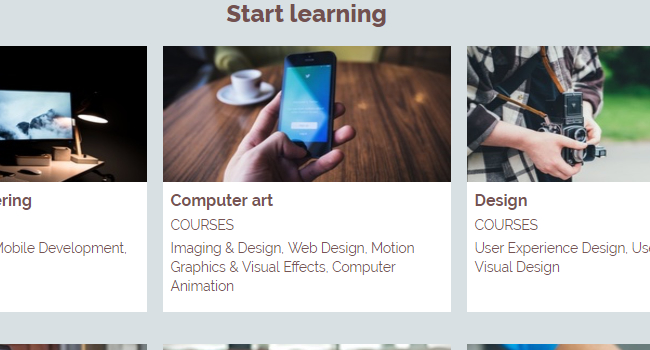 Start learning
ering
Mobile Development,
Computer art
COURSES
Imaging & Design, Web Design, Motion
Graphics & Visual Effects, Computer
Animation
Design
COURSES
User Experience Design, Use
Visual Design